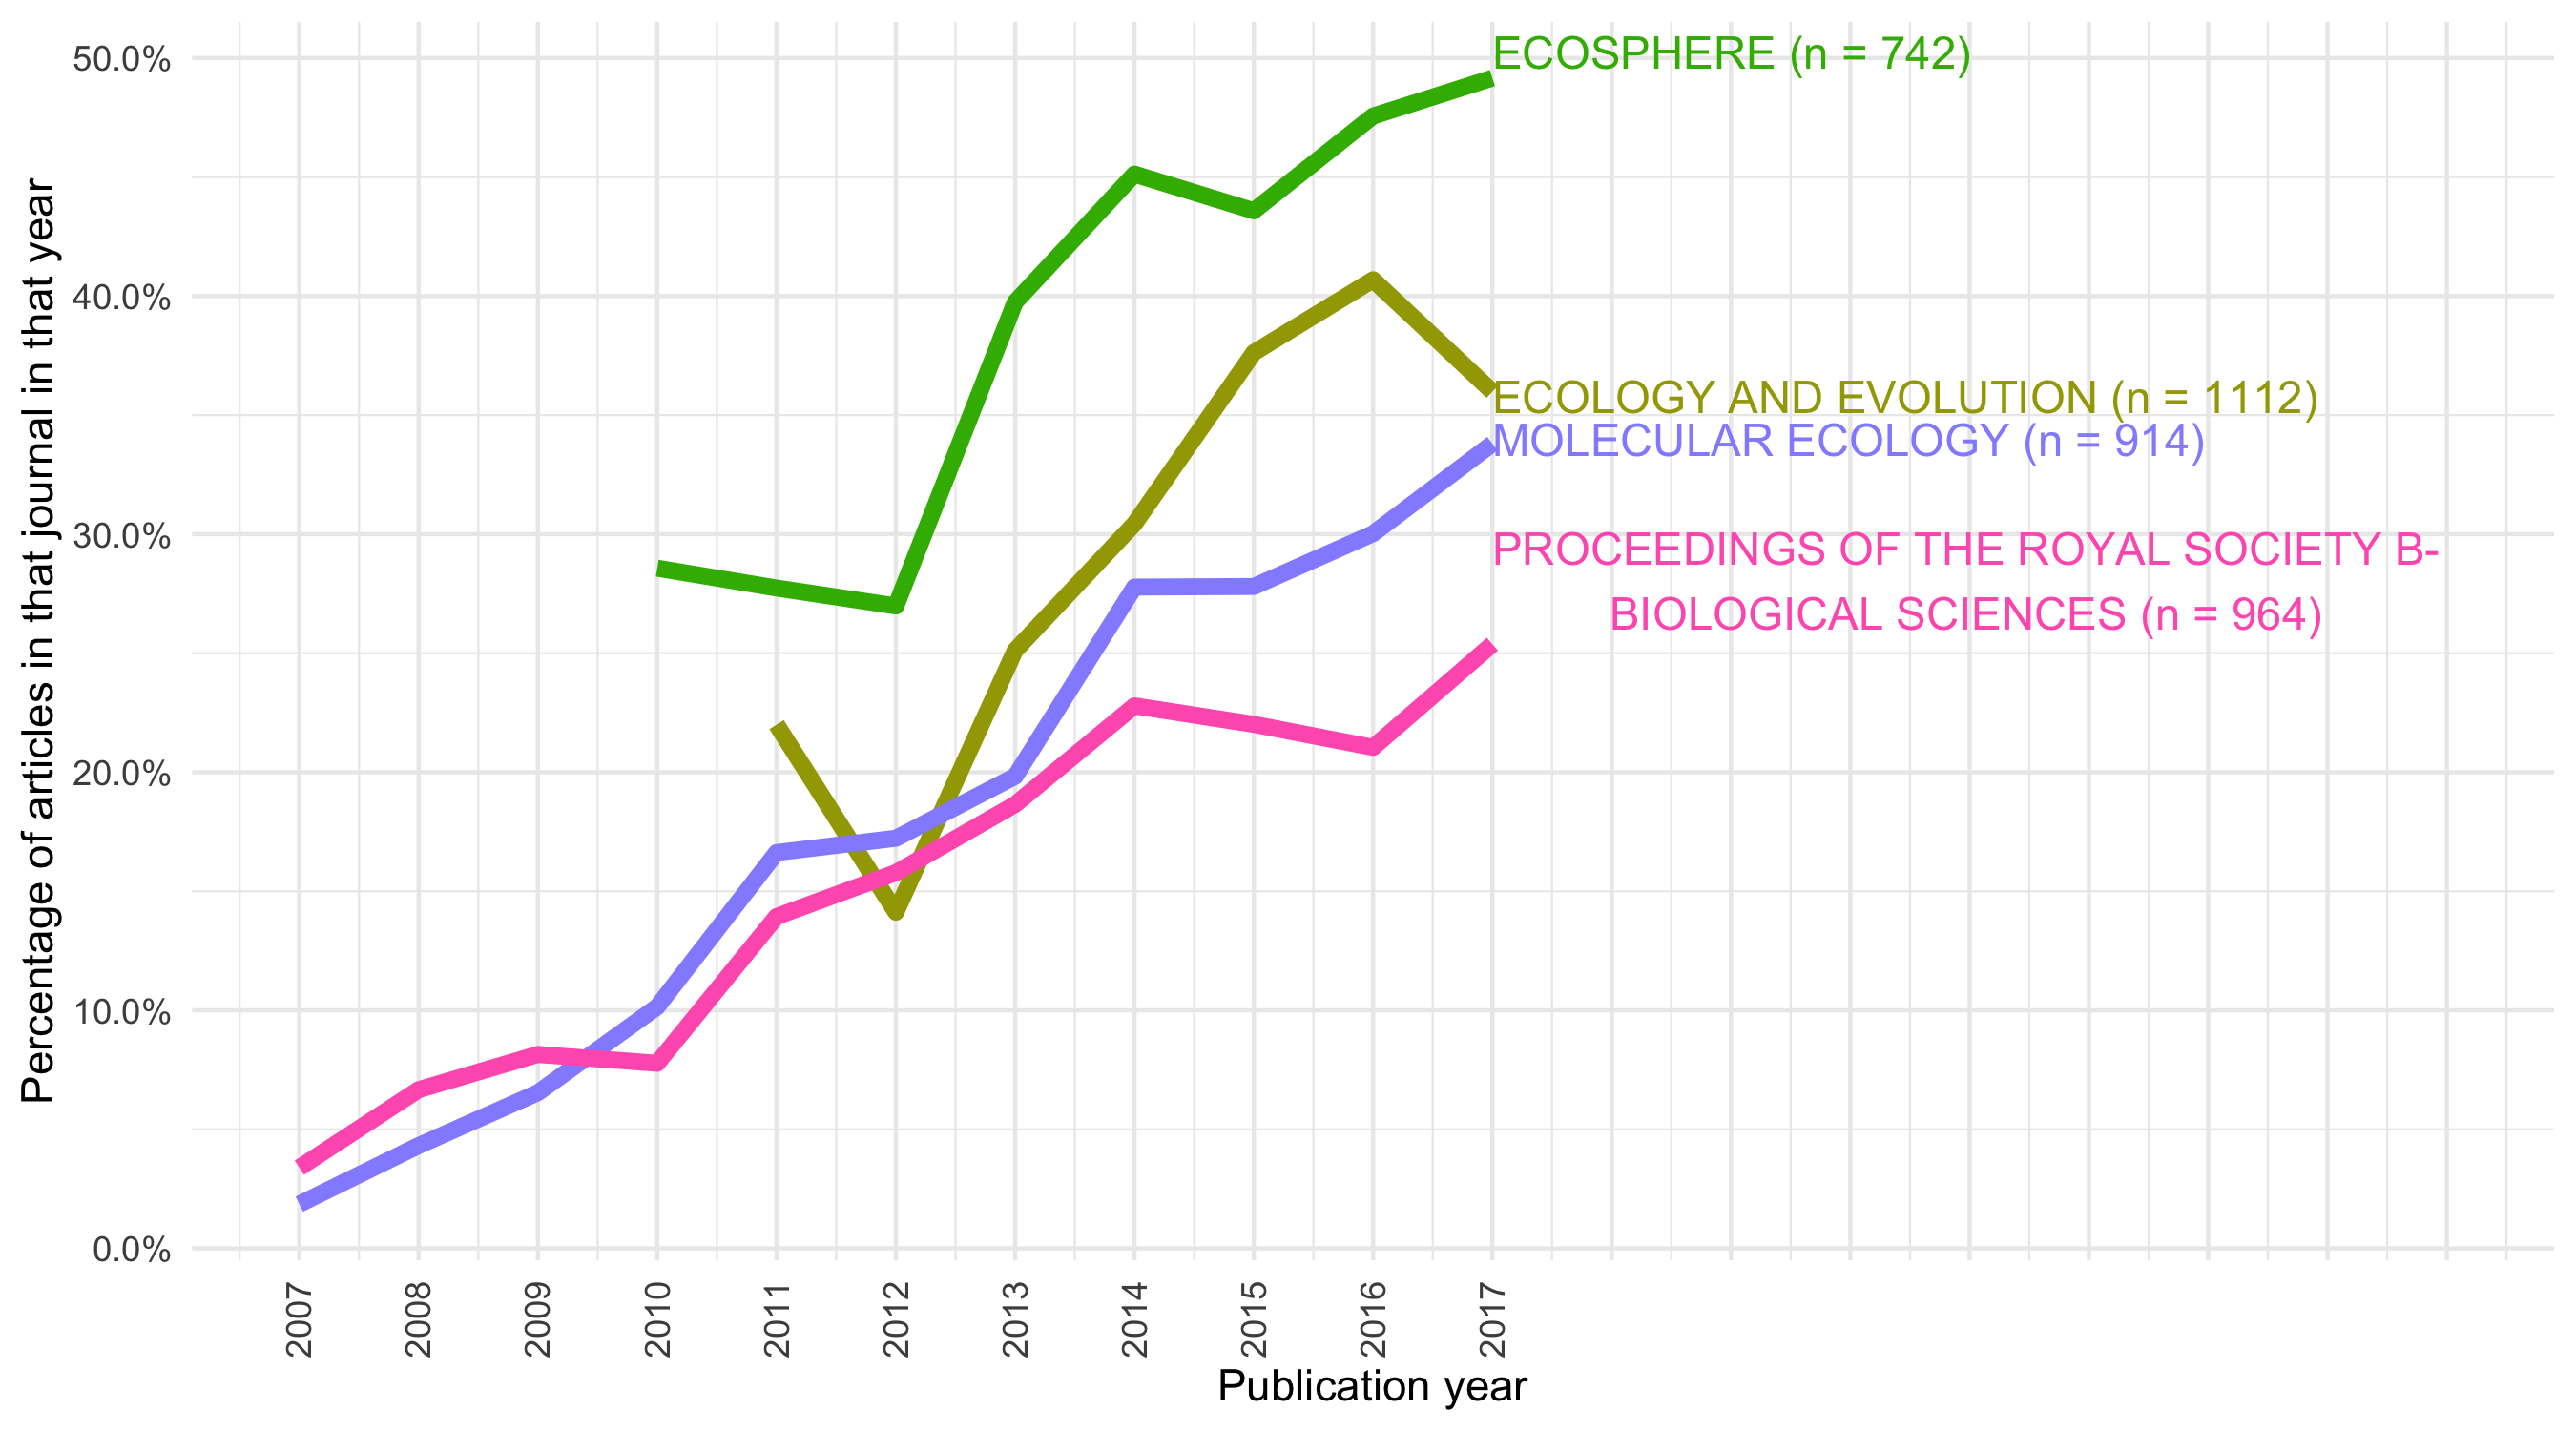 Percentage of articles in that journal in that year
50.0%
40.0%
30.0%
20.0%
10.0%
0.0%
ECOSPHERE (n = 742)
ECOLOGY AND EVOLUTION (n = 1112)
MOLECULAR ECOLOGY (n = 914)
PROCEEDINGS OF THE ROYAL SOCIETY B-
BIOLOGICAL SCIENCES (n = 964)
2007
2008
2009
2010
2011
2012
2013
2014
2015
2016
2017
Publication year